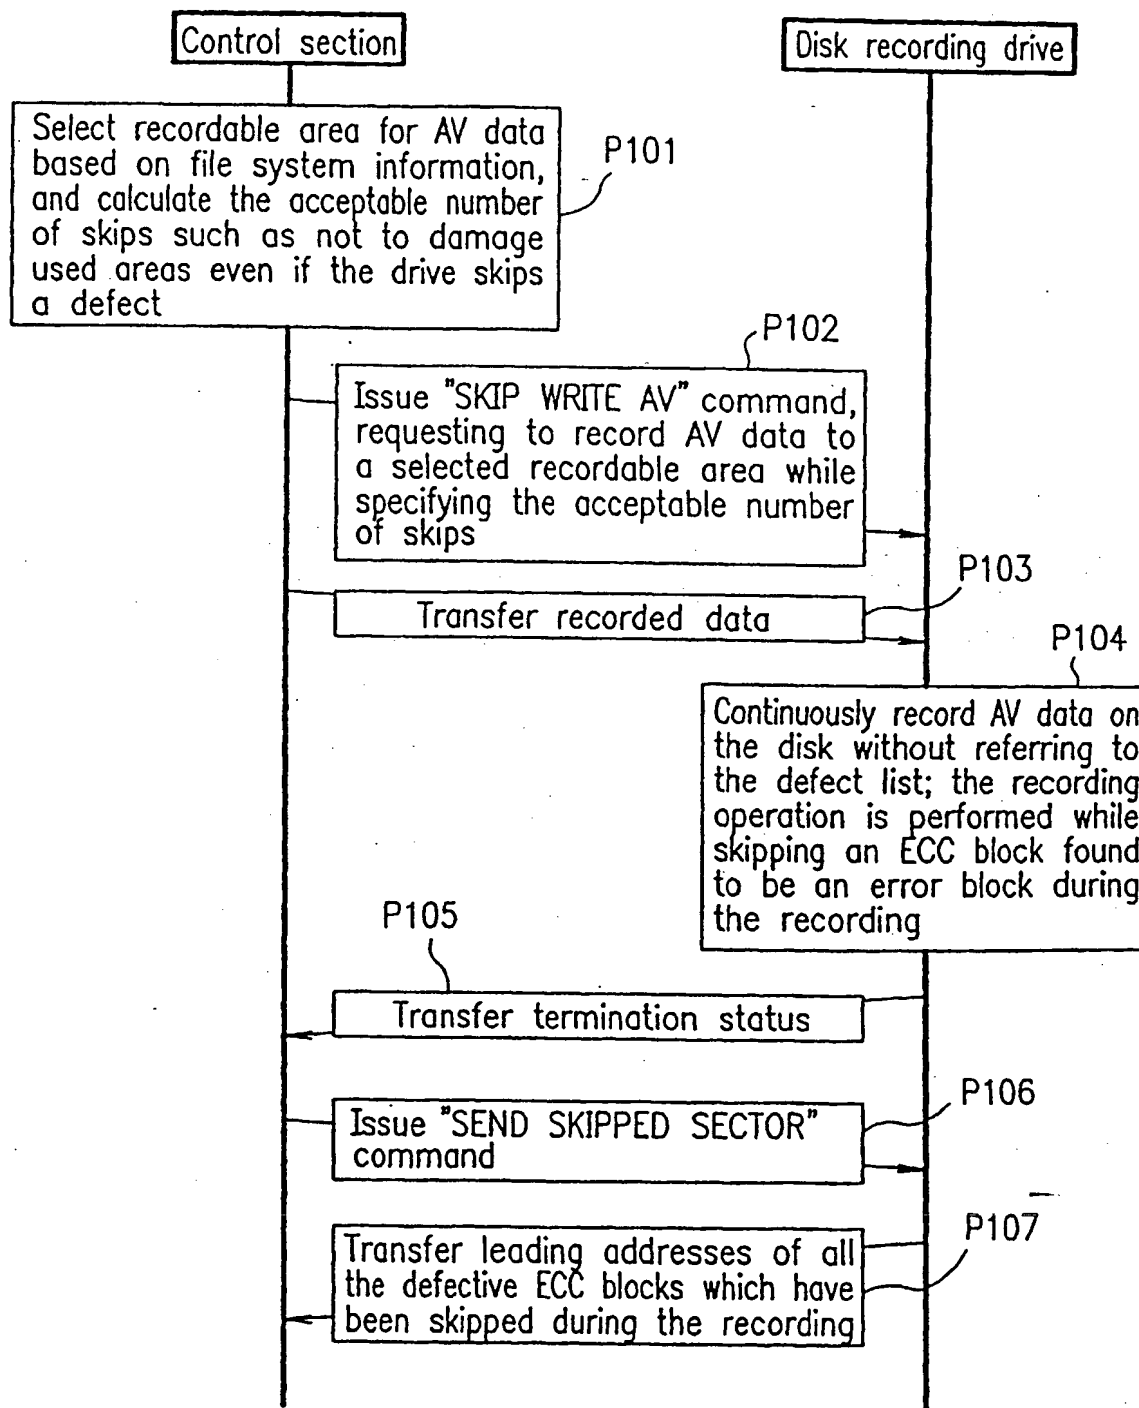 Control section
Disk recording drive
Select recordable area for AV data
based on file system information,
and calculate the acceptable number
of skips such as not to damage
used areas even if the drive skips
a defect
P101
P102
Issue "SKIP WRITE AV" command,
requesting to record AV data to
a selected recordable area while
specifying the acceptable number
of skips
P103
Transfer recorded data
P104
Continuously record AV data on
the disk without referring to
the defect list; the recording
operation is performed while
skipping an ECC block found
to be an error block during
the recording
P105
Transfer termination status
P106
Issue "SEND SKIPPED SECTOR"
command
P107
Transfer leading addresses of all
the defective ECC blocks which have
been skipped during the recording